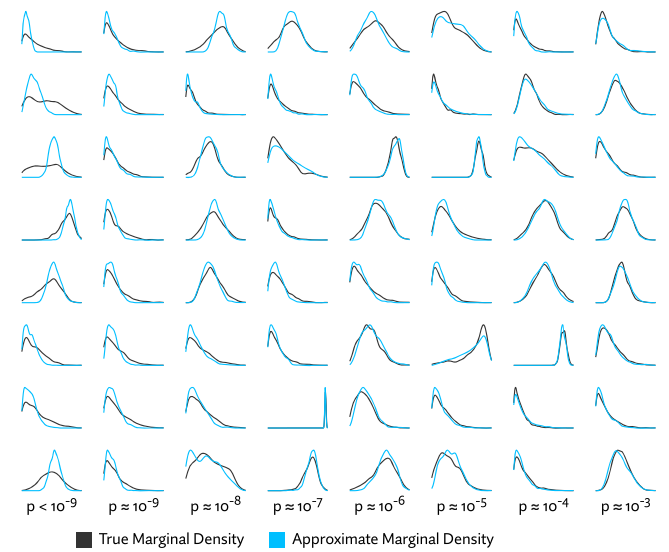 p < 10⁻⁹ p ≈ 10⁻⁹ p ≈ 10⁻⁸ p ≈ 10⁻⁷ p ≈ 10⁻⁶ p ≈ 10⁻⁵ p ≈ 10⁻⁴ p ≈ 10⁻³
True Marginal Density Approximate Marginal Density